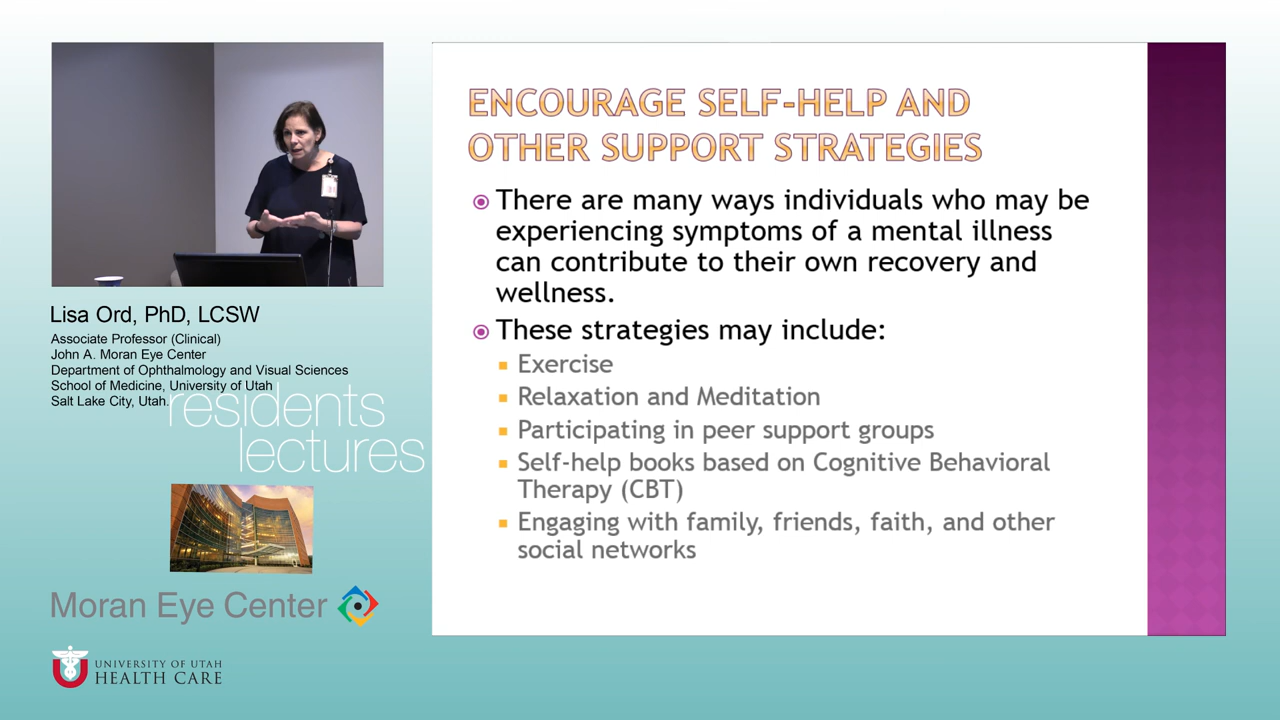 Lisa Ord, PhD, LCSW
Associate Professor (Clinical)
John A. Moran Eye Center
Department of Ophthalmology and Visual Sciences
School of Medicine, University of Utah
Salt Lake City, Utah.
residents
lectures
Moran Eye Center
UNIVERSITY OF UTAH
HEALTH CARE
ENCOURAGE SELF-HELP AND
OTHER SUPPORT STRATEGIES
There are many ways individuals who may be
experiencing symptoms of a mental illness
can contribute to their own recovery and
wellness.
These strategies may include:
Exercise
Relaxation and Meditation
Participating in peer support groups
Self-help books based on Cognitive Behavioral
Therapy (CBT)
Engaging with family, friends, faith, and other
social networks